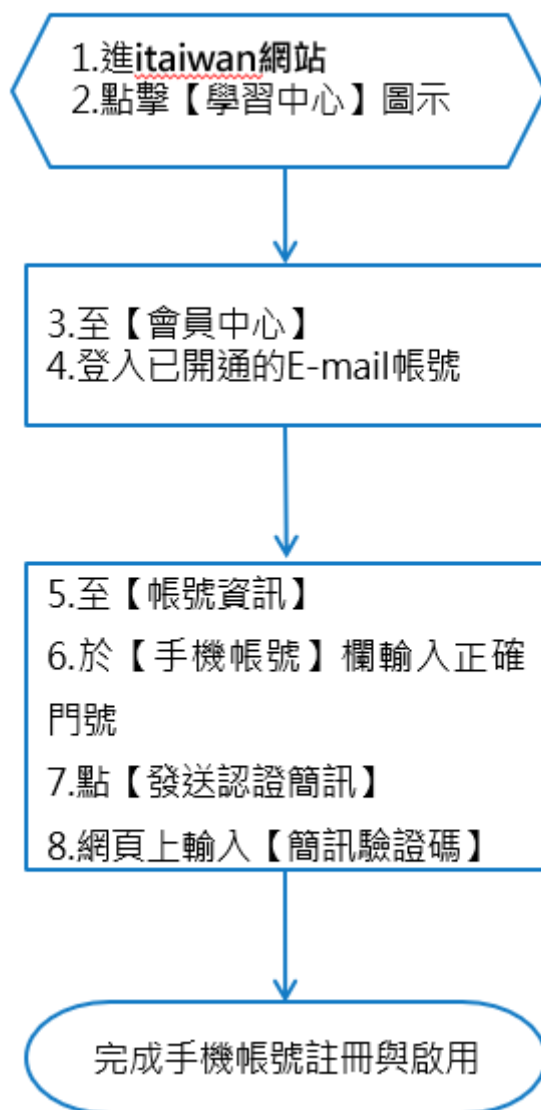 1.進itaiwan網站
2.點擊【學習中心】圖示
3.至【會員中心】
4.登入已開通的E-mail帳號
5.至【帳號資訊】
6.於【手機帳號】欄輸入正確
門號
7.點【發送認證簡訊】
8.網頁上輸入【簡訊驗證碼】
完成手機帳號註冊與啟用